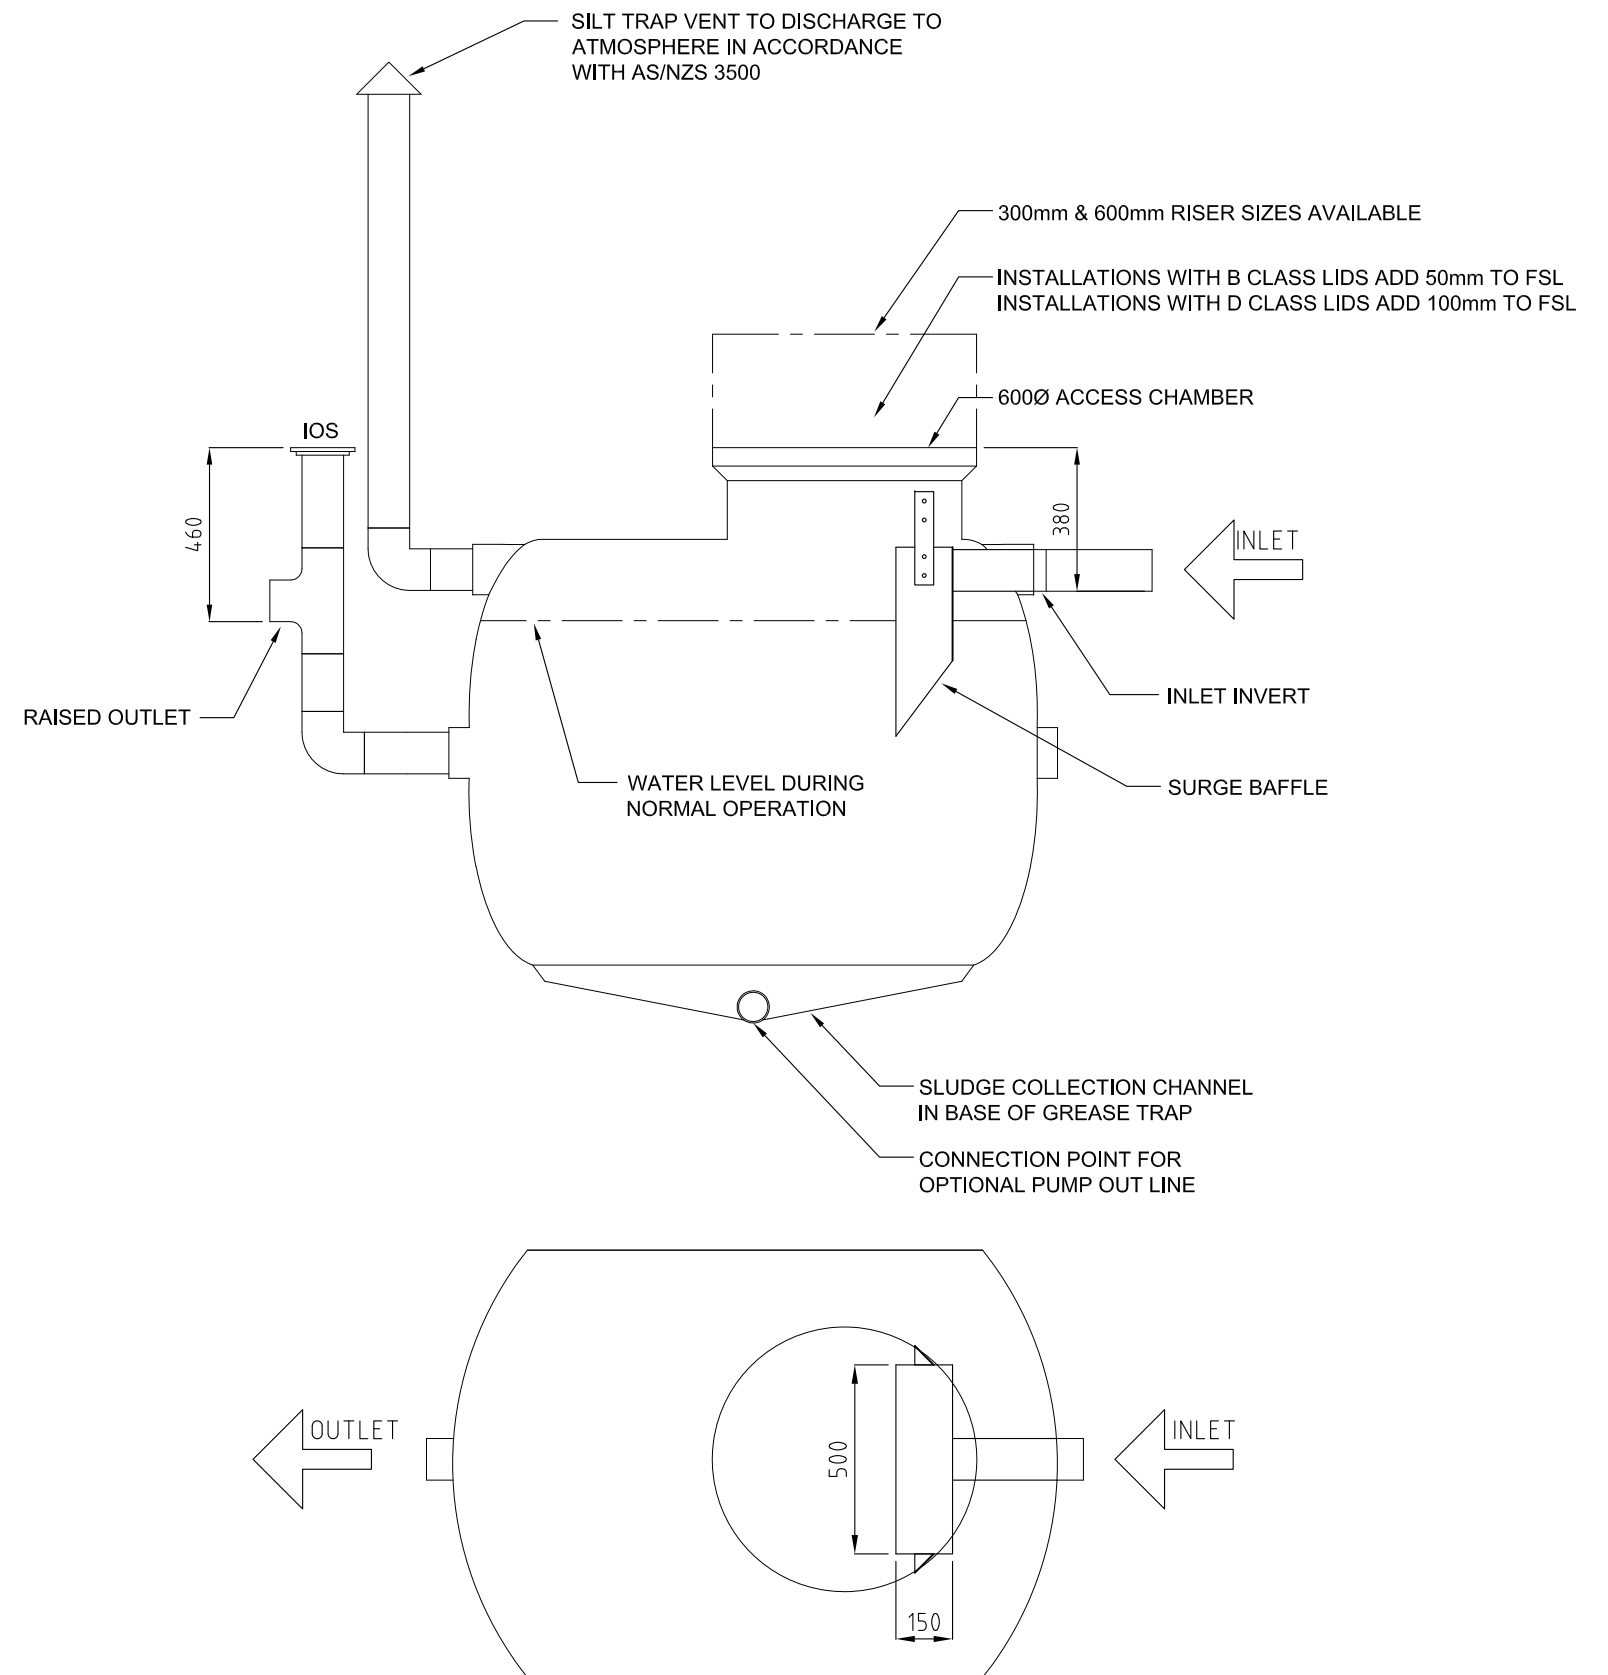 SILT TRAP VENT TO DISCHARGE TO
ATMOSPHERE IN ACCORDANCE
WITH AS/NZS 3500
300mm & 600mm RISER SIZES AVAILABLE
INSTALLATIONS WITH B CLASS LIDS ADD 50mm TO FSL
INSTALLATIONS WITH D CLASS LIDS ADD 100mm TO FSL
600Ø ACCESS CHAMBER
IOS
460
380
INLET
RAISED OUTLET
INLET INVERT
WATER LEVEL DURING
NORMAL OPERATION
SURGE BAFFLE
SLUDGE COLLECTION CHANNEL
IN BASE OF GREASE TRAP
CONNECTION POINT FOR
OPTIONAL PUMP OUT LINE
OUTLET
500
INLET
150